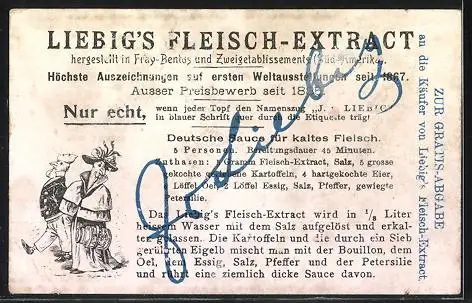 LIEBIG'S FLEISCH-EXTRACT
hergestellt in Fray-Bentos und Zweigetablissements (Süd-Amerika)
Höchste Auszeichnungen auf ersten Weltausstellungen seit 1867.
Ausser Preisbewerb seit
Nur echt,
wenn jeder Topf den Namenszug J. v. LIEBIG
in blauer Schrift quer durch die Etiquette trägt
Deutsche Sauce für kaltes Fleisch.
5 Personen. Bereitungsdauer 45 Minuten.
Zuthaten: Gramm Fleisch-Extract, Salz, 5 grosse
gekochte Kartoffeln, 4 hartgekochte Eier,
Löffel Oel, 2 Löffel Essig, Salz, Pfeffer, gewiegte
Petersilie.
Das Liebig's Fleisch-Extract wird in 1/8 Liter
heissem Wasser mit dem Salz aufgelöst und erkal-
ten gelassen. Die Kartoffeln und die durch ein Sieb
gerührten Eigelb mischt man mit der Bouillon, dem
Oel, dem Essig, Salz, Pfeffer und der Petersilie
und rührt eine ziemlich dicke Sauce davon.
J v Liebig
ZUR GRATIS-ABGABE
an die Käufer von Liebig's Fleisch-Extract